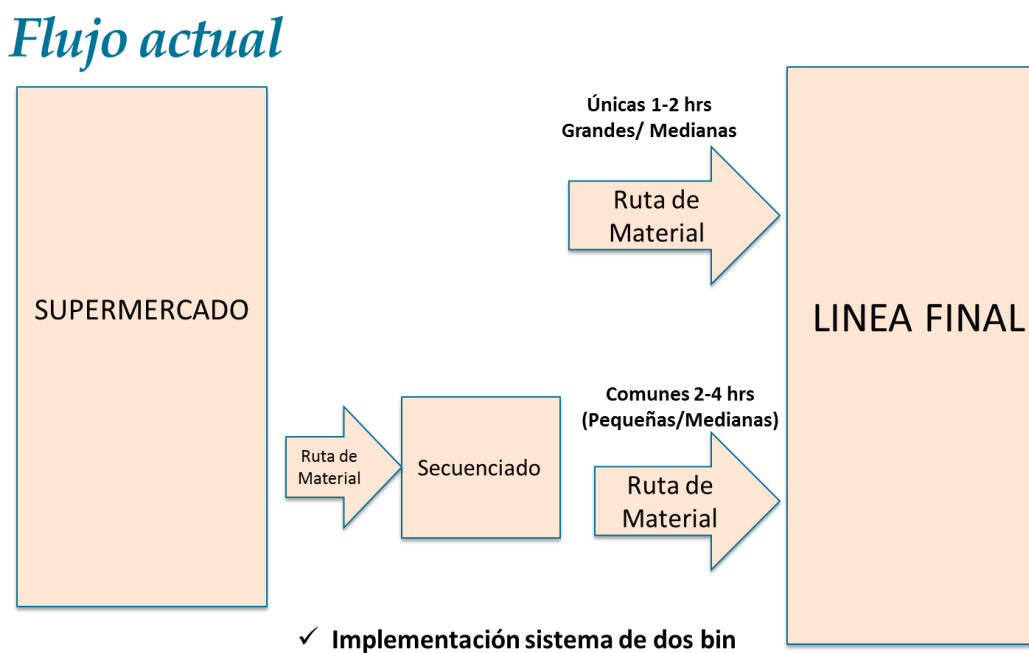 Flujo actual
Únicas 1-2 hrs
Grandes/ Medianas
Ruta de
Material
SUPERMERCADO
LINEA FINAL
Comunes 2-4 hrs
(Pequeñas/Medianas)
Ruta de
Material
Secuenciado
Ruta de
Material
✓ Implementación sistema de dos bin